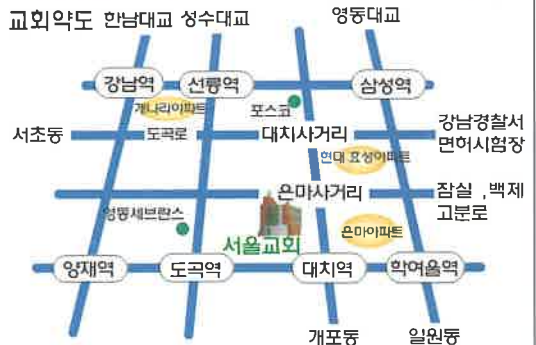 교회약도 한남대교 성수대교 영동대교
강남역 선릉역 삼성역
개나리아파트 포스코
서초동 도곡로 대치사거리 강남경찰서
면허시험장
현대 효성아파트
은마사거리 잠실 ,백제
고분로
영동세브란스
은마아파트
서울교회
양재역 도곡역 대치역 학여울역
개포동 일원동